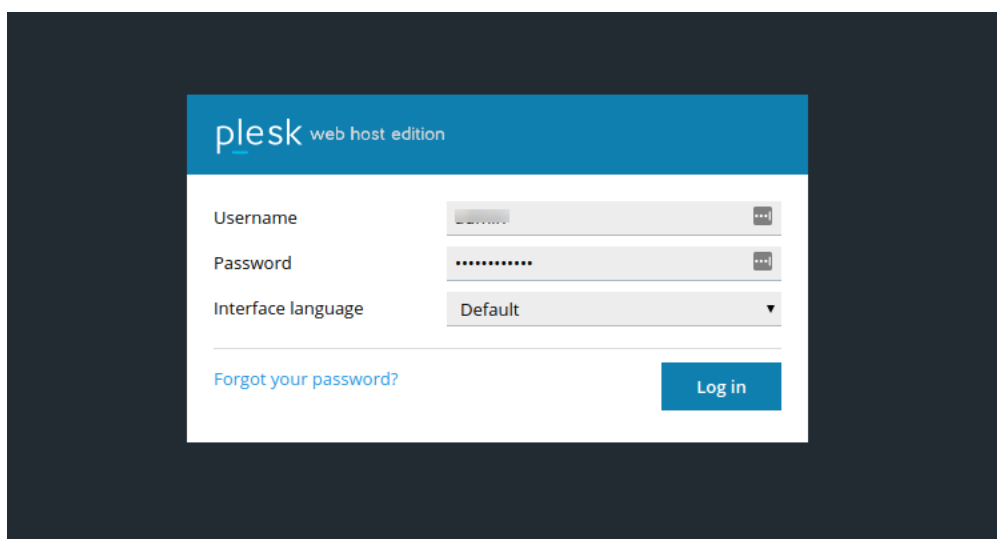 plesk web host edition
Username
Password ••••••••••••
Interface language Default
Forgot your password? Log in